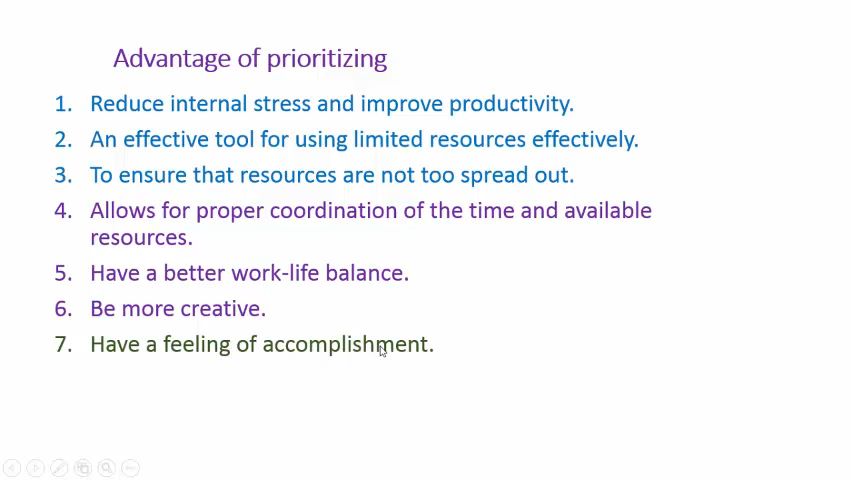 Advantage of prioritizing
1. Reduce internal stress and improve productivity.
2. An effective tool for using limited resources effectively.
3. To ensure that resources are not too spread out.
4. Allows for proper coordination of the time and available
resources.
5. Have a better work-life balance.
6. Be more creative.
7. Have a feeling of accomplishment.